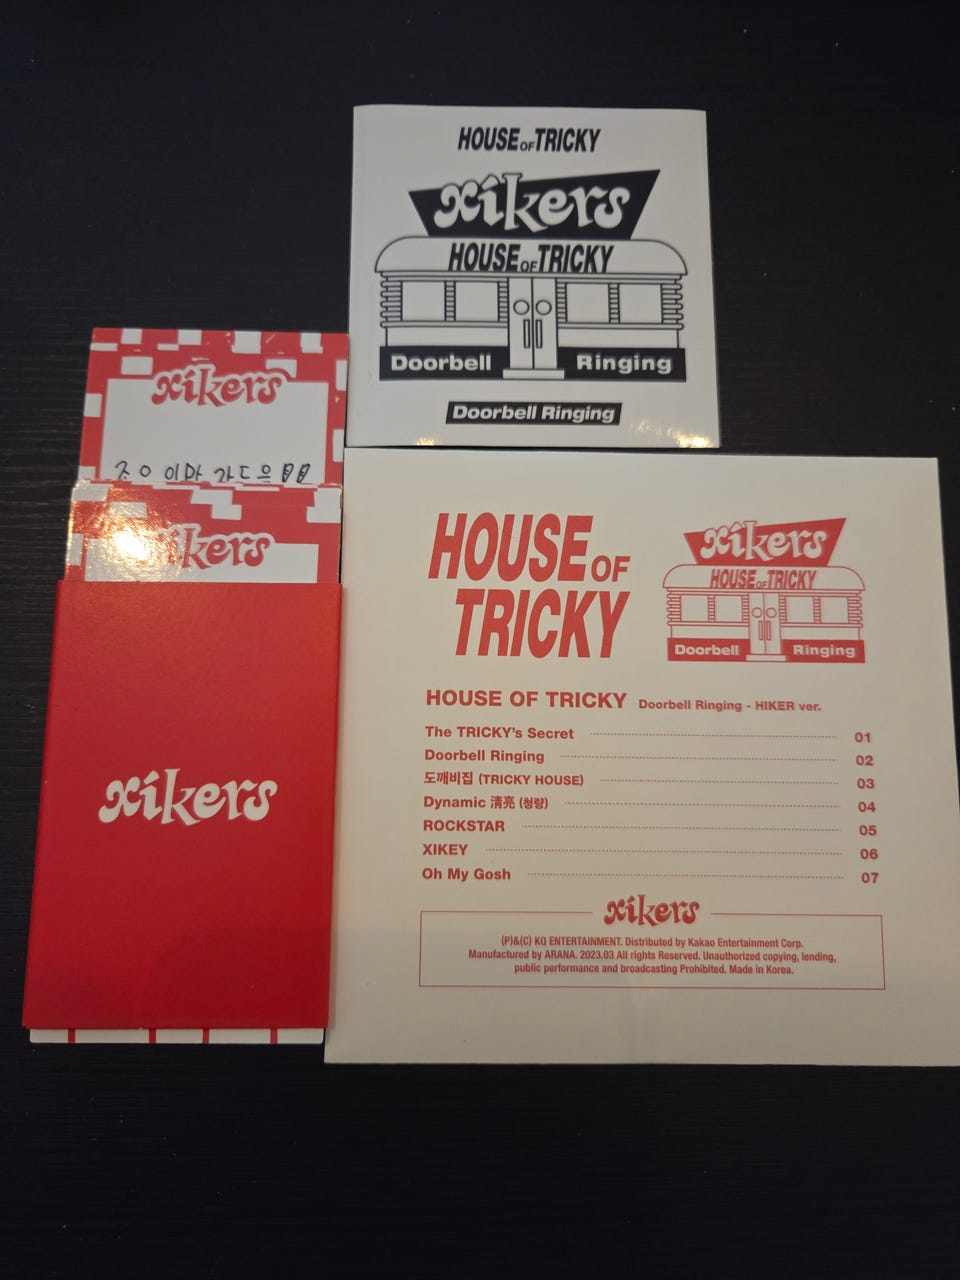 HOUSE OF TRICKY
xikers
HOUSE OF TRICKY
Doorbell Ringing
Doorbell Ringing
xikers
xikers
xikers
HOUSE OF
TRICKY
xikers
HOUSE OF TRICKY
Doorbell Ringing
HOUSE OF TRICKY Doorbell Ringing - HIKER ver.
The TRICKY's Secret 01
Doorbell Ringing 02
도깨비집 (TRICKY HOUSE) 03
Dynamic 淸亮 (청량) 04
ROCKSTAR 05
XIKEY 06
Oh My Gosh 07
xikers
(P)&(C) KQ ENTERTAINMENT. Distributed by Kakao Entertainment Corp.
Manufactured by ARANA. 2023.03 All rights Reserved. Unauthorized copying, lending,
public performance and broadcasting Prohibited. Made in Korea.